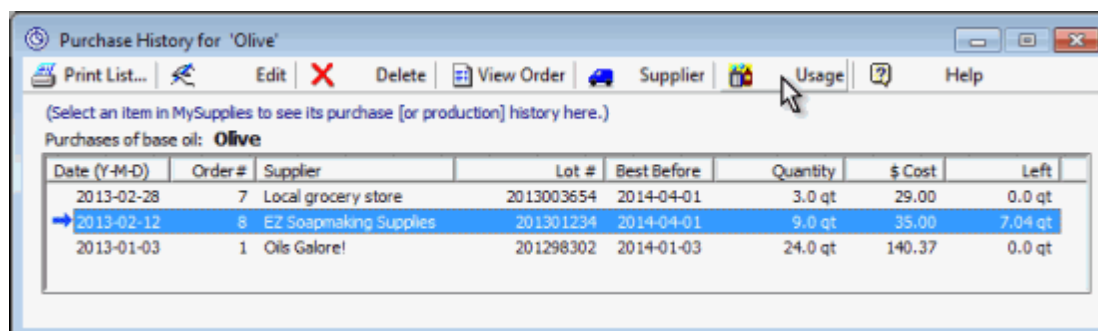 Purchase History for 'Olive'
Print List... Edit Delete View Order Supplier Usage Help
(Select an item in MySupplies to see its purchase [or production] history here.)
Purchases of base oil: Olive
Date (Y-M-D) Order # Supplier Lot # Best Before Quantity $ Cost Left
2013-02-28 7 Local grocery store 2013003654 2014-04-01 3.0 qt 29.00 0.0 qt
2013-02-12 8 EZ Soapmaking Supplies 201301234 2014-04-01 9.0 qt 35.00 7.04 qt
2013-01-03 1 Oils Galore! 201298302 2014-01-03 24.0 qt 140.37 0.0 qt